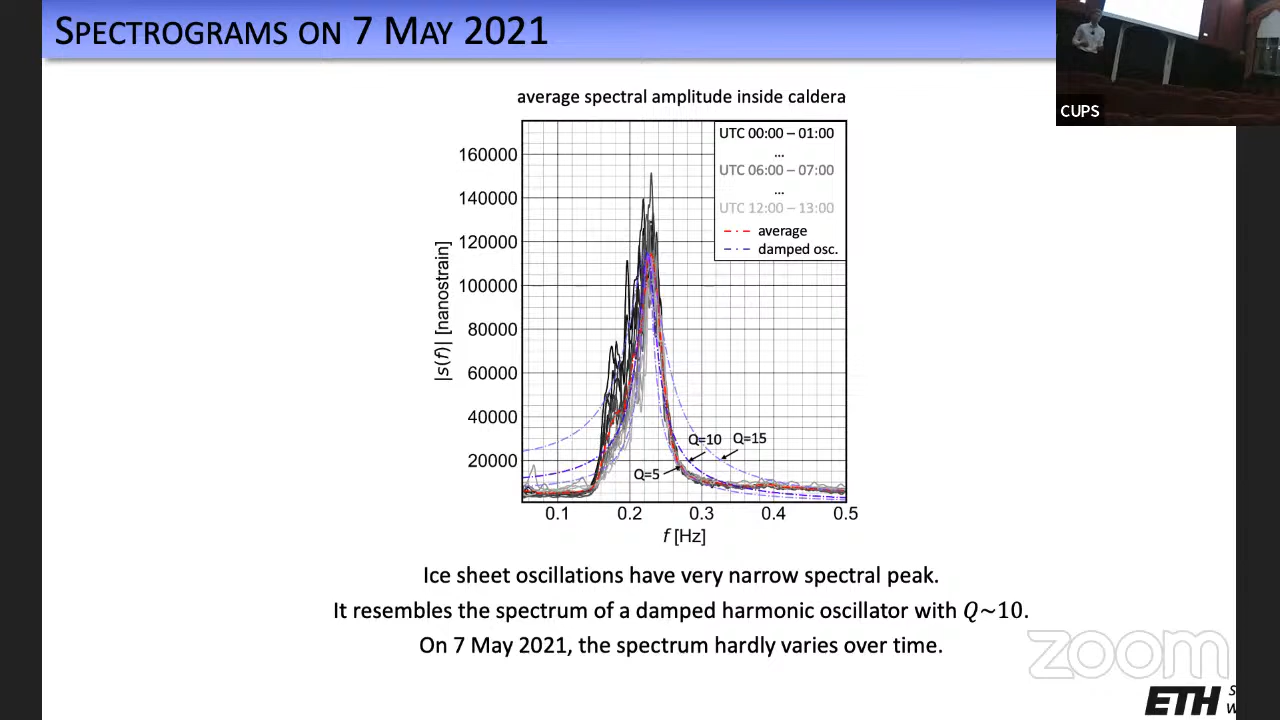 SPECTROGRAMS ON 7 MAY 2021
CUPS
average spectral amplitude inside caldera
UTC 00:00 – 01:00
...
UTC 06:00 – 07:00
...
UTC 12:00 – 13:00
average
damped osc.
|s(f)| [nanostrain]
160000
140000
120000
100000
80000
60000
40000
20000
Q=10
Q=15
Q=5
0.1 0.2 0.3 0.4 0.5
f [Hz]
Ice sheet oscillations have very narrow spectral peak.
It resembles the spectrum of a damped harmonic oscillator with Q~10.
On 7 May 2021, the spectrum hardly varies over time.
zoom
ETH